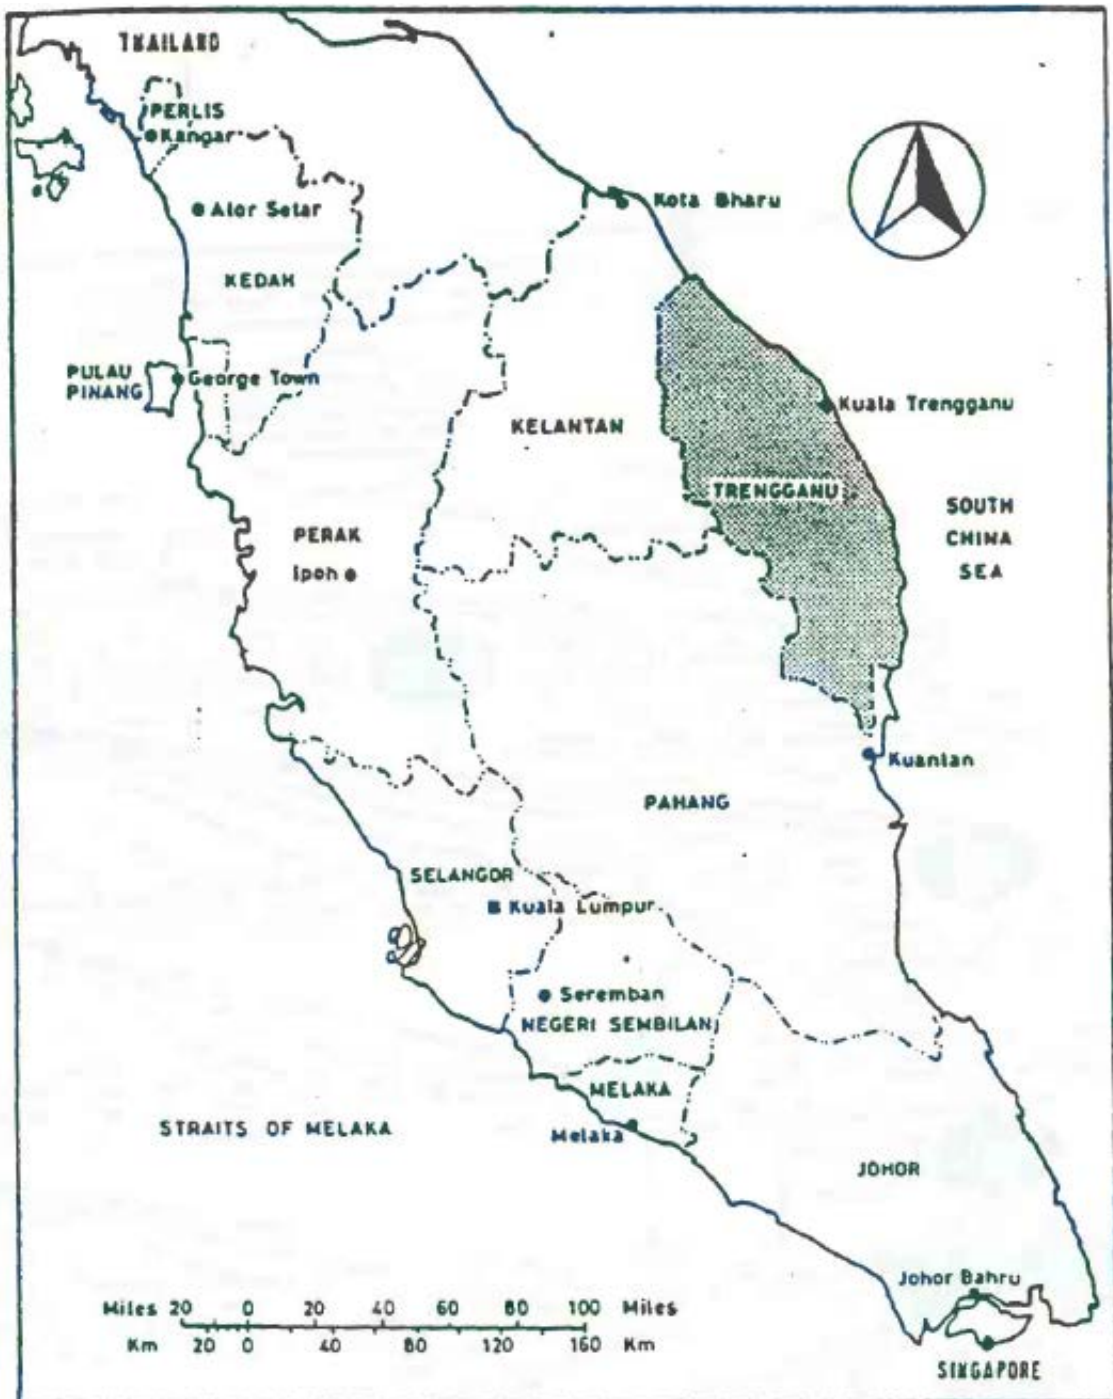 THAILAND
PERLIS
Kangar
Alor Setar
Kota Bharu
KEDAH
PULAU
PINANG
George Town
KELANTAN
Kuala Trengganu
TRENGGANU
SOUTH
CHINA
SEA
PERAK
Ipoh
Kuantan
PAHANG
SELANGOR
Kuala Lumpur
Seremban
NEGERI SEMBILAN
MELAKA
Melaka
STRAITS OF MELAKA
JOHOR
Johor Bahru
SINGAPORE
Miles 20 0 20 40 60 80 100 Miles
Km 20 0 40 80 120 160 Km